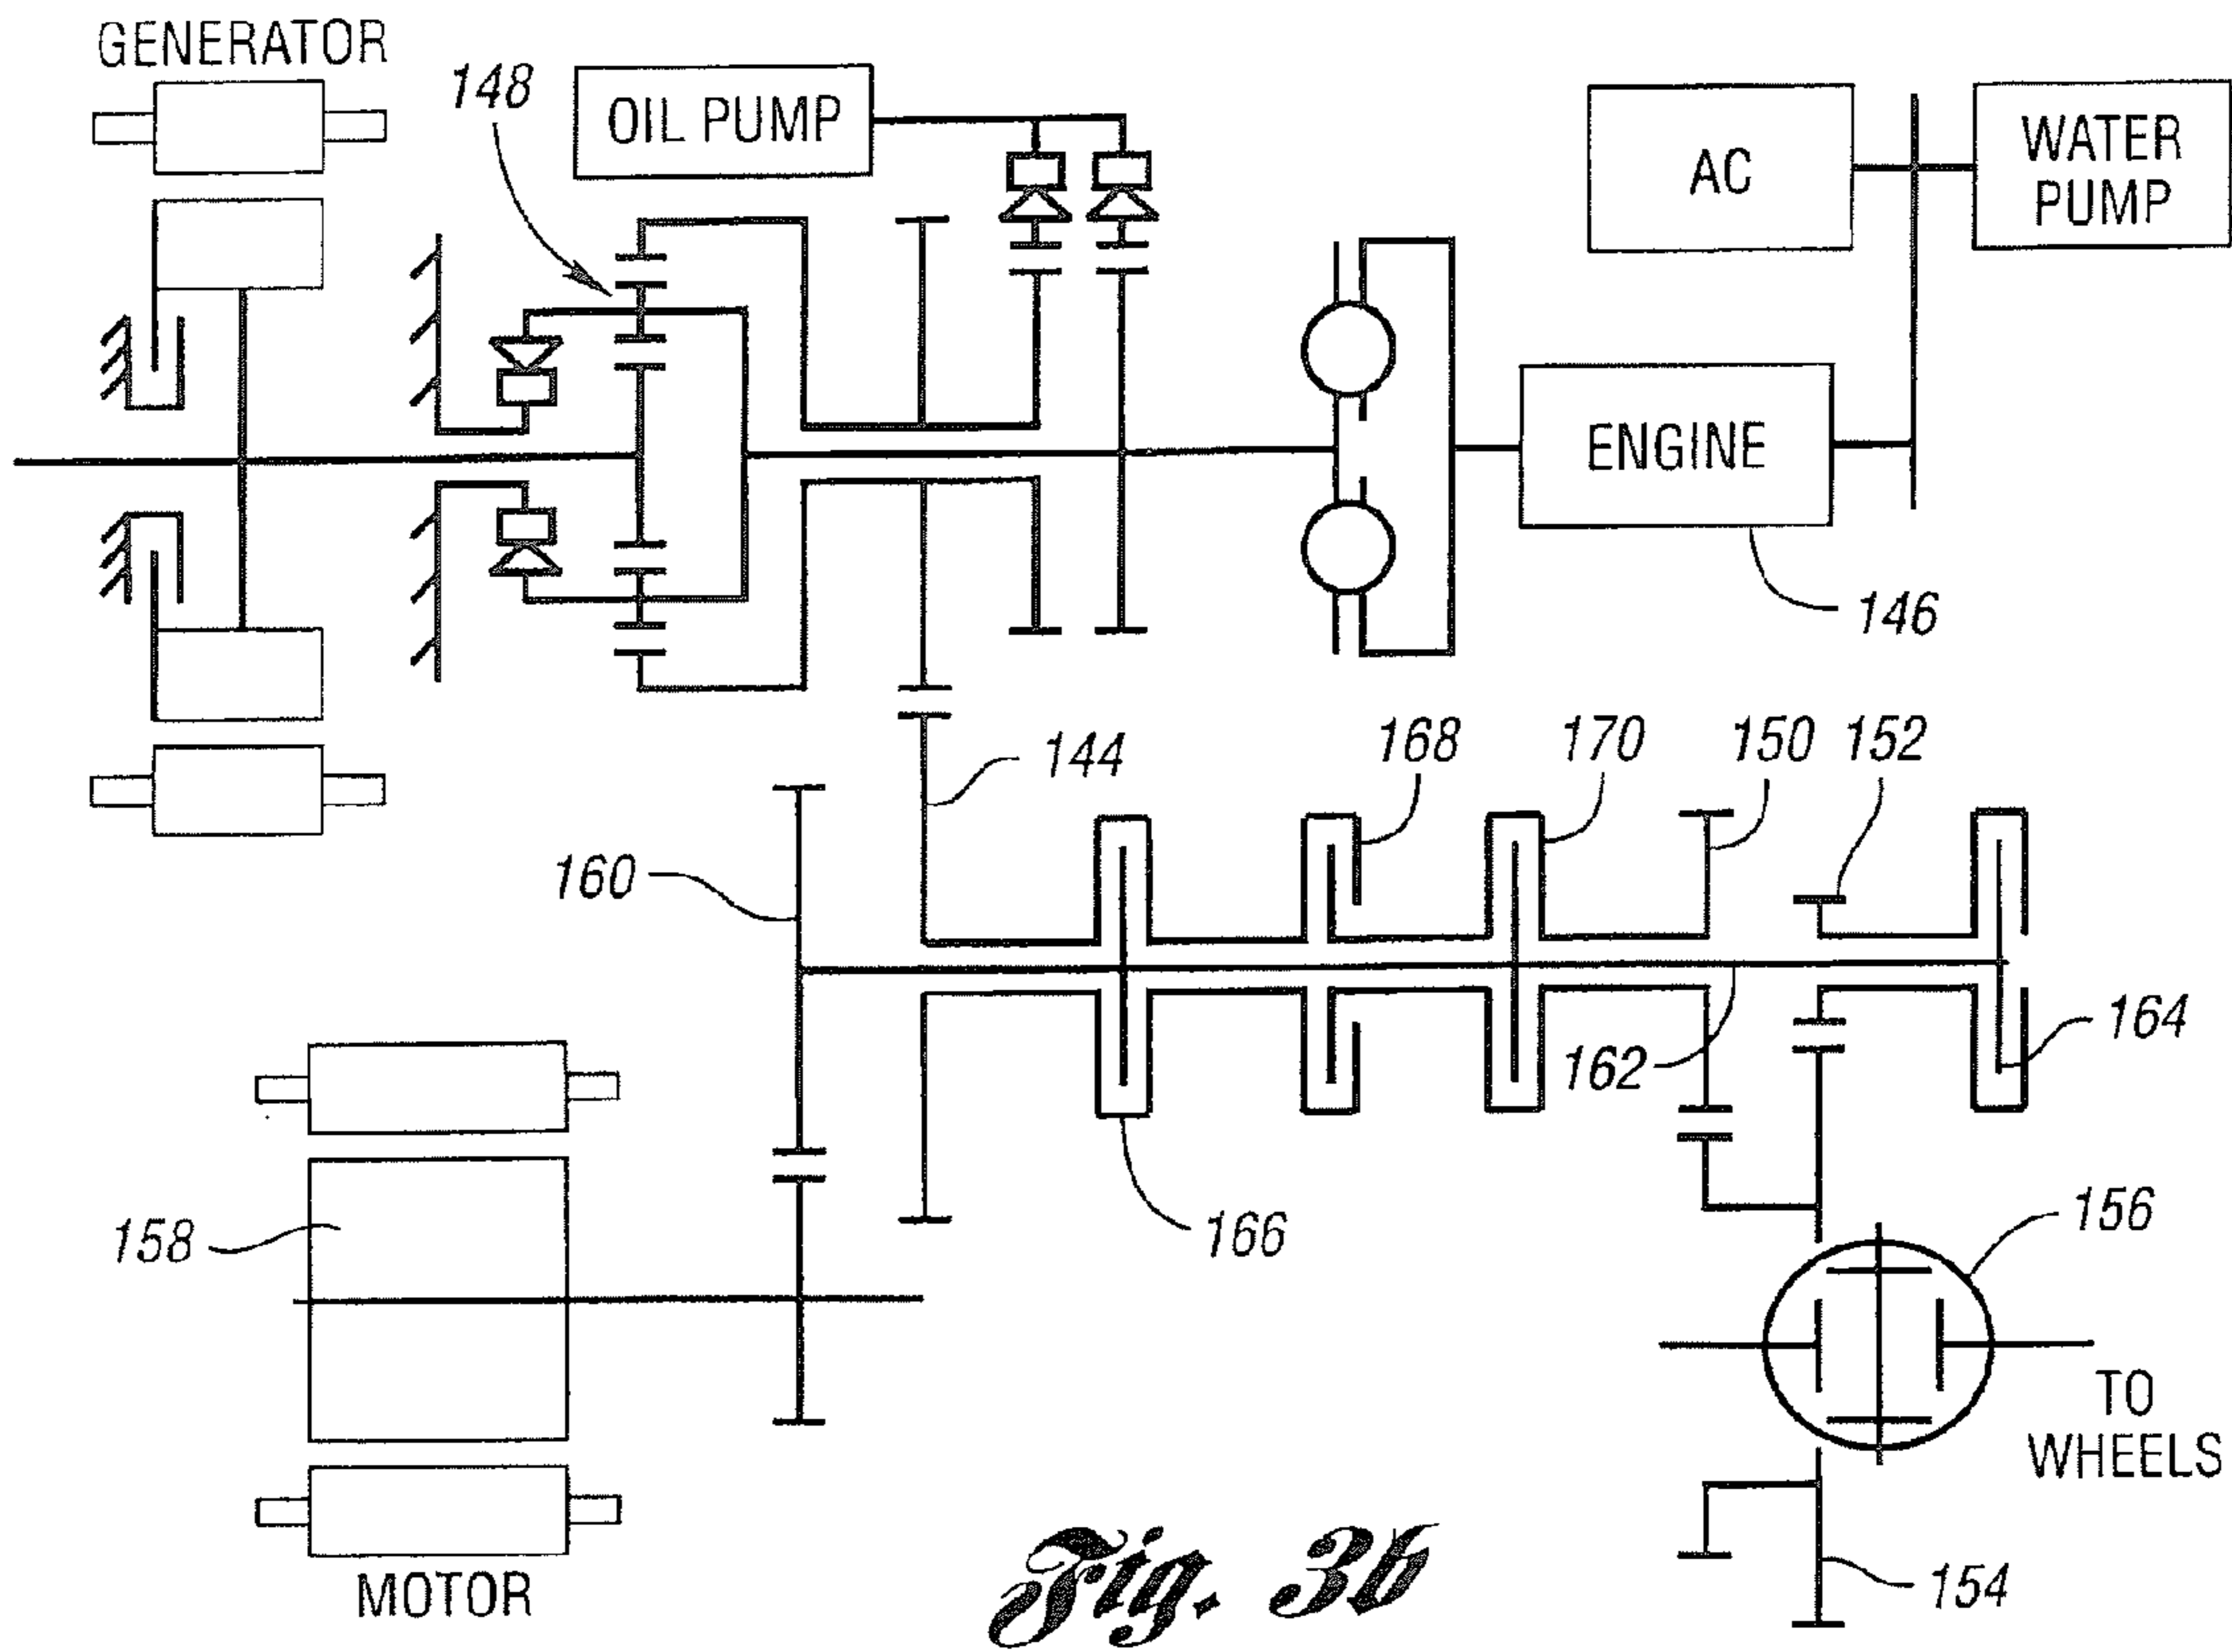 GENERATOR
148
OIL PUMP
AC
WATER
PUMP
ENGINE
146
144
168
170
150
152
160
162
164
166
158
156
TO
WHEELS
154
MOTOR
Fig. 3b